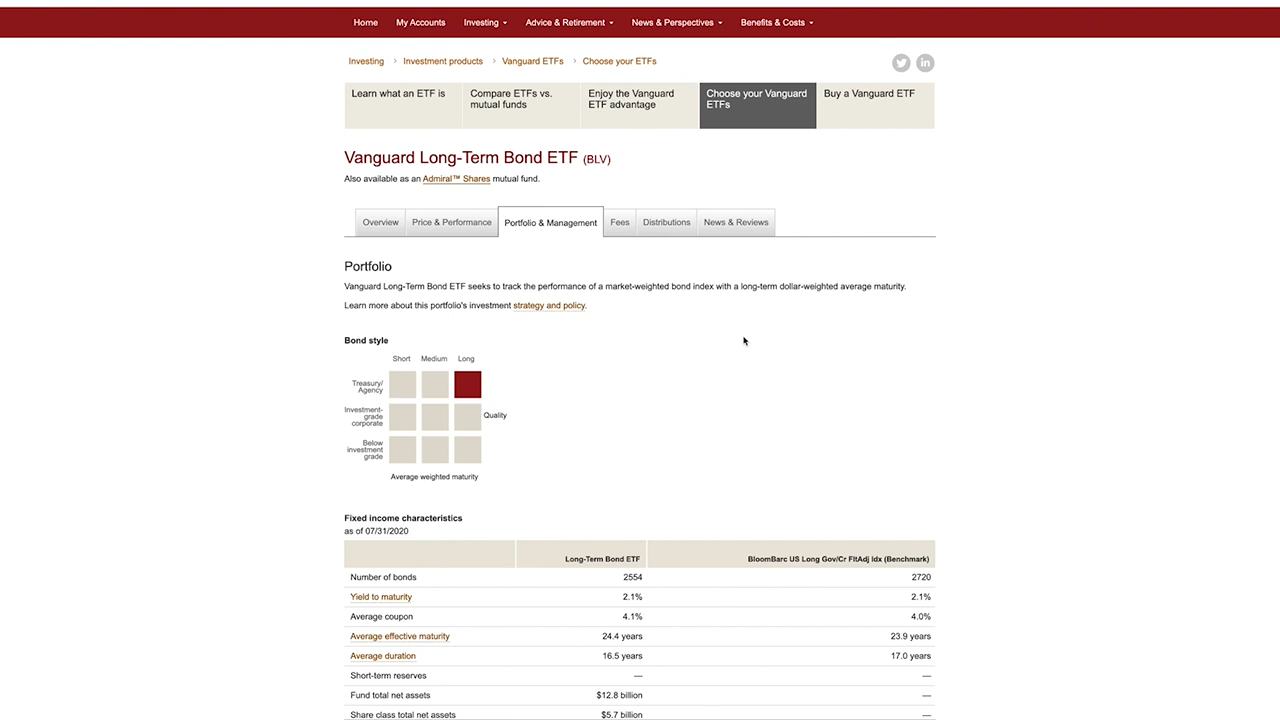 Home My Accounts Investing Advice & Retirement News & Perspectives Benefits & Costs
Investing > Investment products > Vanguard ETFs > Choose your ETFs
Learn what an ETF is
Compare ETFs vs.
mutual funds
Enjoy the Vanguard
ETF advantage
Choose your Vanguard
ETFs
Buy a Vanguard ETF
Vanguard Long-Term Bond ETF (BLV)
Also available as an Admiral™ Shares mutual fund.
Overview Price & Performance Portfolio & Management Fees Distributions News & Reviews
Portfolio
Vanguard Long-Term Bond ETF seeks to track the performance of a market-weighted bond index with a long-term dollar-weighted average maturity.
Learn more about this portfolio's investment strategy and policy.
Bond style
Short Medium Long
Treasury/
Agency
Investment-
grade
corporate
Quality
Below
investment
grade
Average weighted maturity
Fixed income characteristics
as of 07/31/2020
Long-Term Bond ETF BloomBarc US Long Gov/Cr FltAdj Idx (Benchmark)
Number of bonds 2554 2720
Yield to maturity 2.1% 2.1%
Average coupon 4.1% 4.0%
Average effective maturity 24.4 years 23.9 years
Average duration 16.5 years 17.0 years
Short-term reserves — —
Fund total net assets $12.8 billion —
Share class total net assets $5.7 billion —